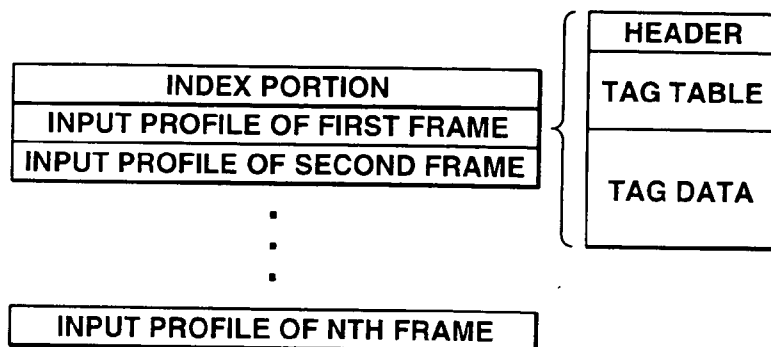 INDEX PORTION
INPUT PROFILE OF FIRST FRAME
INPUT PROFILE OF SECOND FRAME
INPUT PROFILE OF NTH FRAME
HEADER
TAG TABLE
TAG DATA